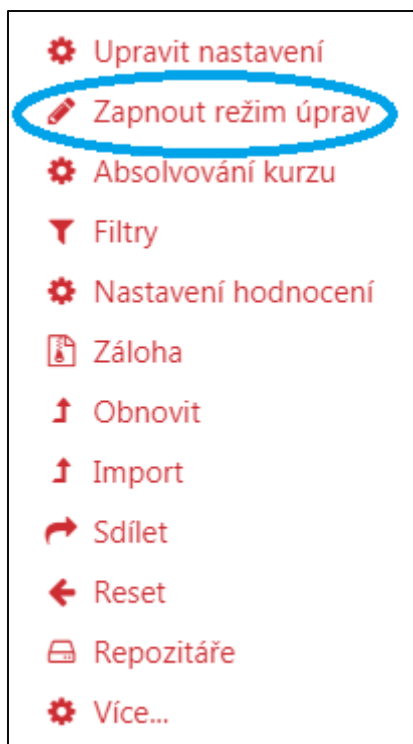 Upravit nastavení
Zapnout režim úprav
Absolvování kurzu
Filtry
Nastavení hodnocení
Záloha
Obnovit
Import
Sdílet
Reset
Repozitáře
Více...